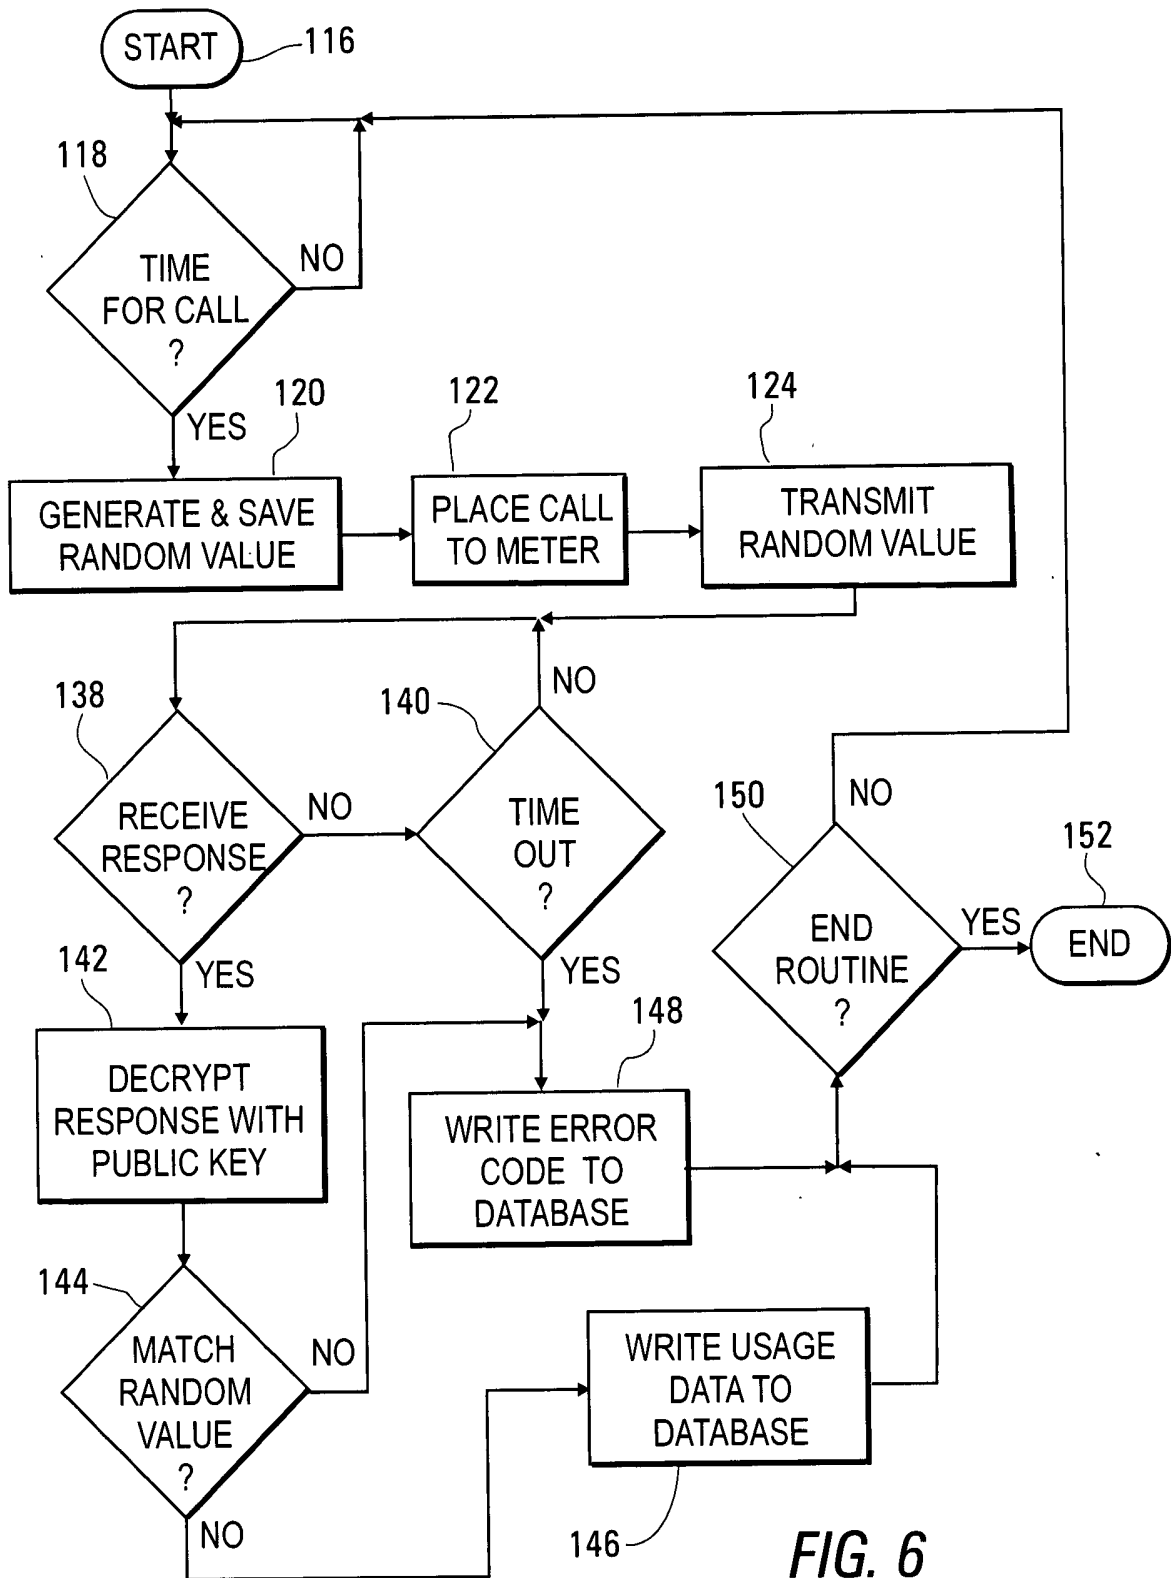 START
116
118
TIME
FOR CALL
?
NO
YES
120
122
124
GENERATE & SAVE
RANDOM VALUE
PLACE CALL
TO METER
TRANSMIT
RANDOM VALUE
138
RECEIVE
RESPONSE
?
NO
YES
140
TIME
OUT
?
NO
YES
150
END
ROUTINE
?
NO
YES
152
END
142
DECRYPT
RESPONSE WITH
PUBLIC KEY
148
WRITE ERROR
CODE TO
DATABASE
144
MATCH
RANDOM
VALUE
?
NO
NO
WRITE USAGE
DATA TO
DATABASE
146
FIG. 6